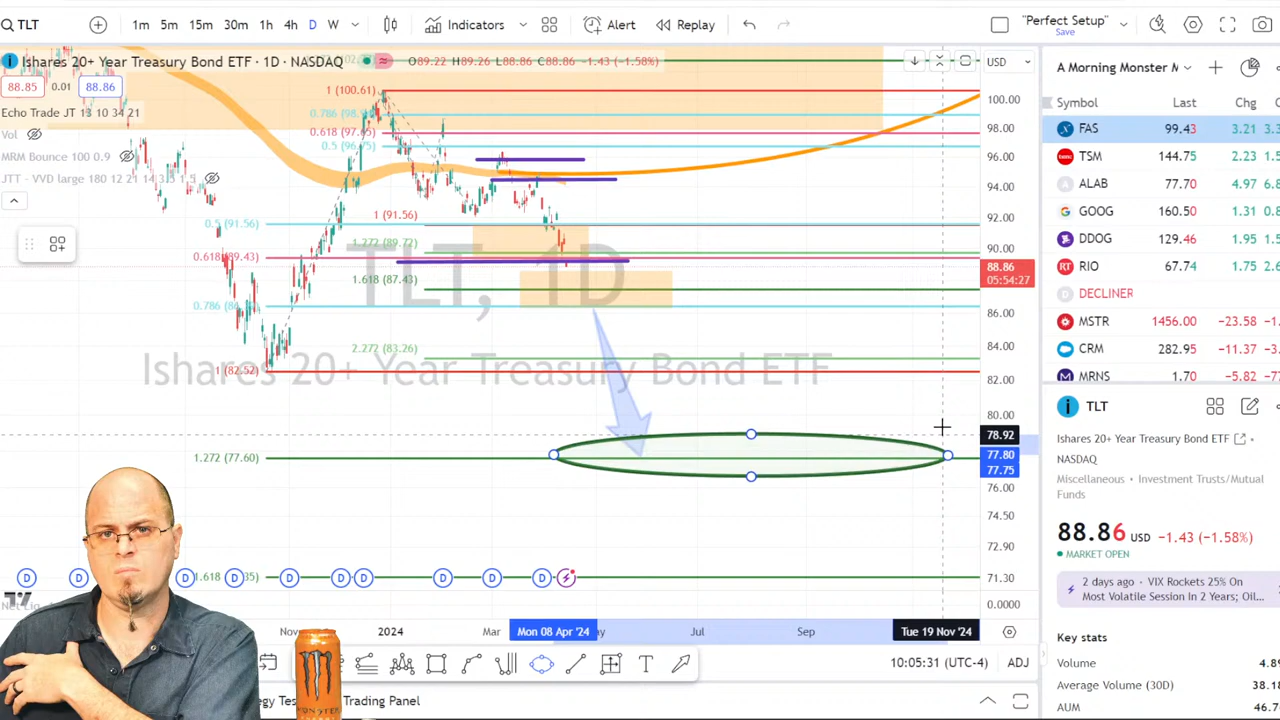 TLT
1m 5m 15m 30m 1h 4h D W
Indicators
Alert
Replay
"Perfect Setup"
Save
Ishares 20+ Year Treasury Bond ETF · 1D · NASDAQ
O89.22 H89.26 L88.86 C88.86 −1.43 (−1.58%)
USD
88.85 0.01 88.86
Echo Trade JT 13 10 34 21
Vol
MRM Bounce 100 0.9
JTT - VVD large 180 12 21 14 3.5 1.5
1 (100.61)
0.618 (97.65)
0.5 (96.75)
1 (91.56)
0.5 (91.56)
1.272 (89.72)
0.618(89.43)
1.618 (87.43)
2.272 (83.26)
1 (82.52)
1.272 (77.60)
TLT, 1D
Ishares 20+ Year Treasury Bond ETF
100.00
98.00
96.00
94.00
92.00
90.00
88.86
05:54:27
86.00
84.00
82.00
80.00
78.92
77.80
77.75
76.00
74.50
72.90
71.30
0.0000
D D D D D D D D D D
2024 Mar Mon 08 Apr '24 Jul Sep Tue 19 Nov '24
10:05:31 (UTC-4) ADJ
Trading Panel
MONSTER
A Morning Monster
Symbol Last Chg
FAS 99.43 3.21
TSM 144.75 2.23
ALAB 77.70 4.97
GOOG 160.50 1.31
DDOG 129.46 1.95
RIO 67.74 1.75
DECLINER
MSTR 1456.00 −23.58
CRM 282.95 −11.37
MRNS 1.70 −5.82
TLT
Ishares 20+ Year Treasury Bond ETF
NASDAQ
Miscellaneous • Investment Trusts/Mutual
Funds
88.86 USD −1.43 (−1.58%)
MARKET OPEN
2 days ago • VIX Rockets 25% On
Most Volatile Session In 2 Years; Oil...
Key stats
Volume
Average Volume (30D)
AUM